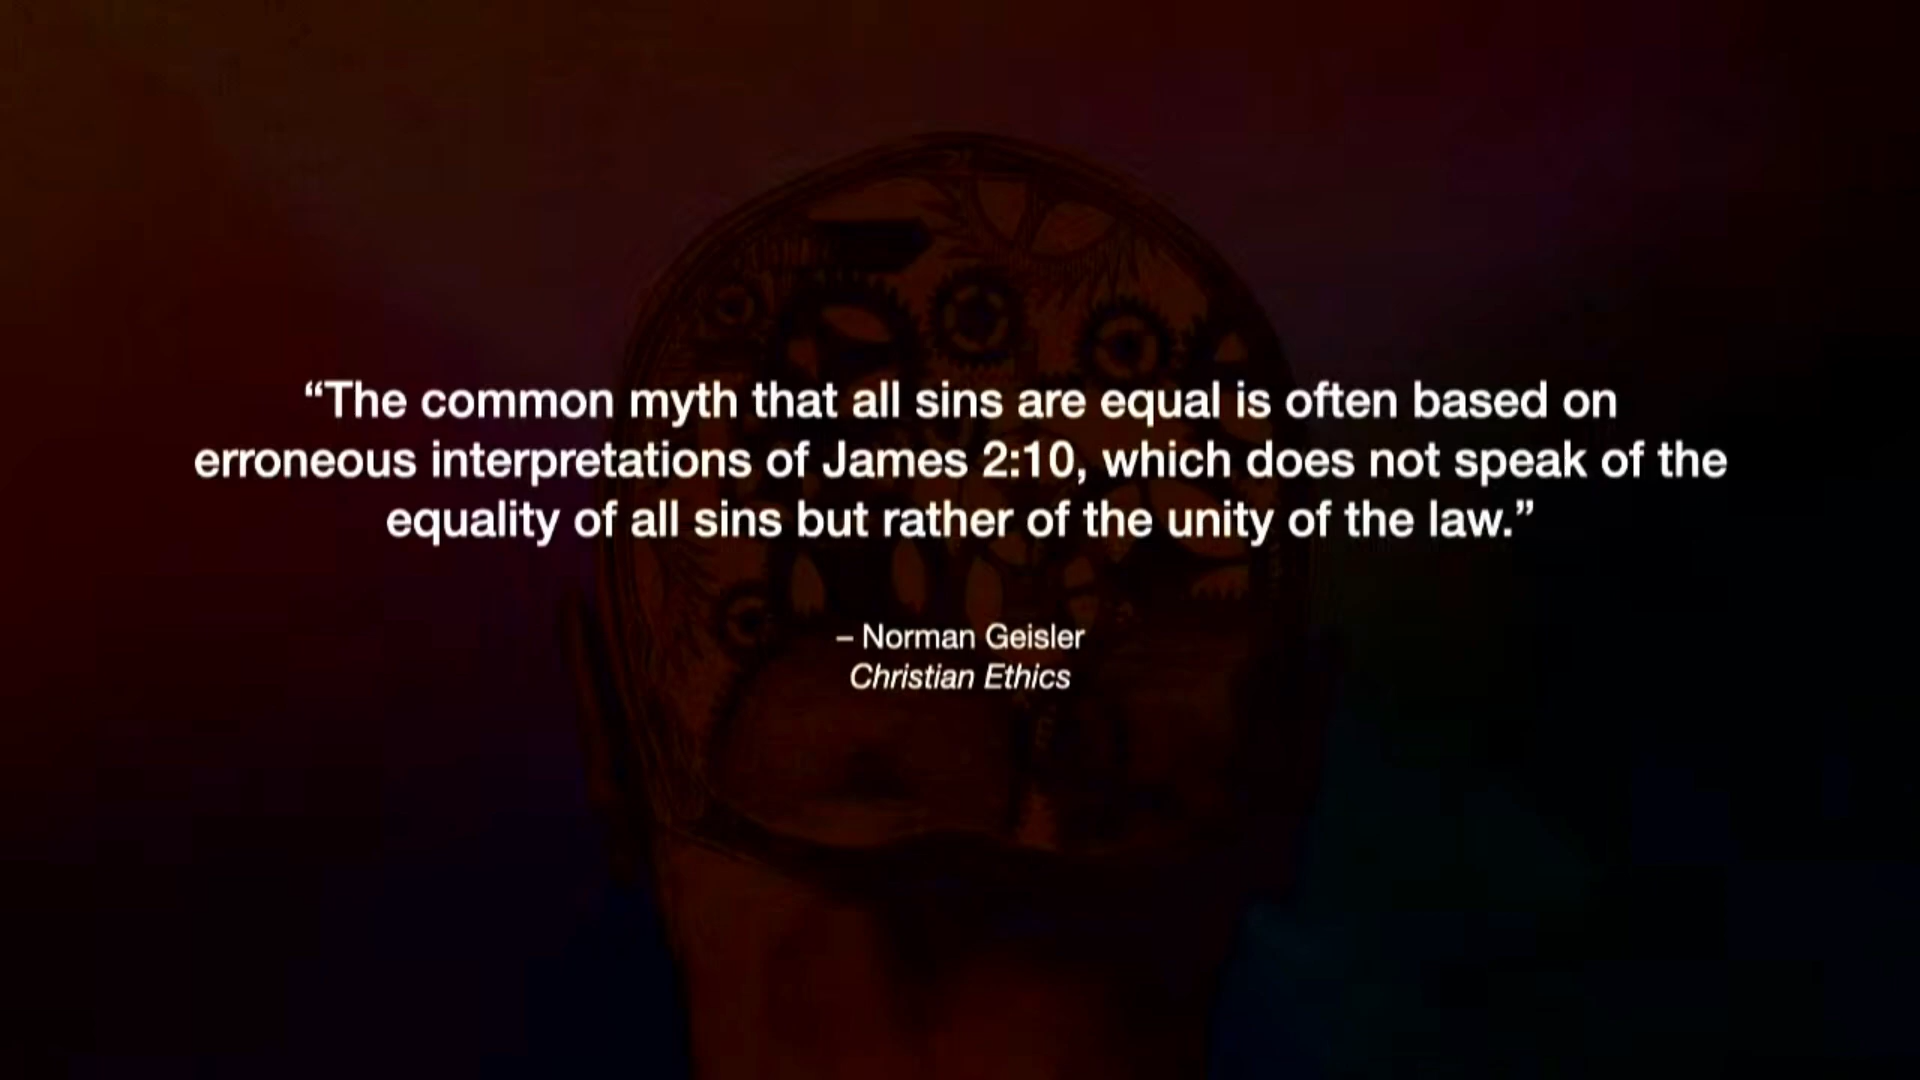 “The common myth that all sins are equal is often based on
erroneous interpretations of James 2:10, which does not speak of the
equality of all sins but rather of the unity of the law.”
– Norman Geisler
Christian Ethics